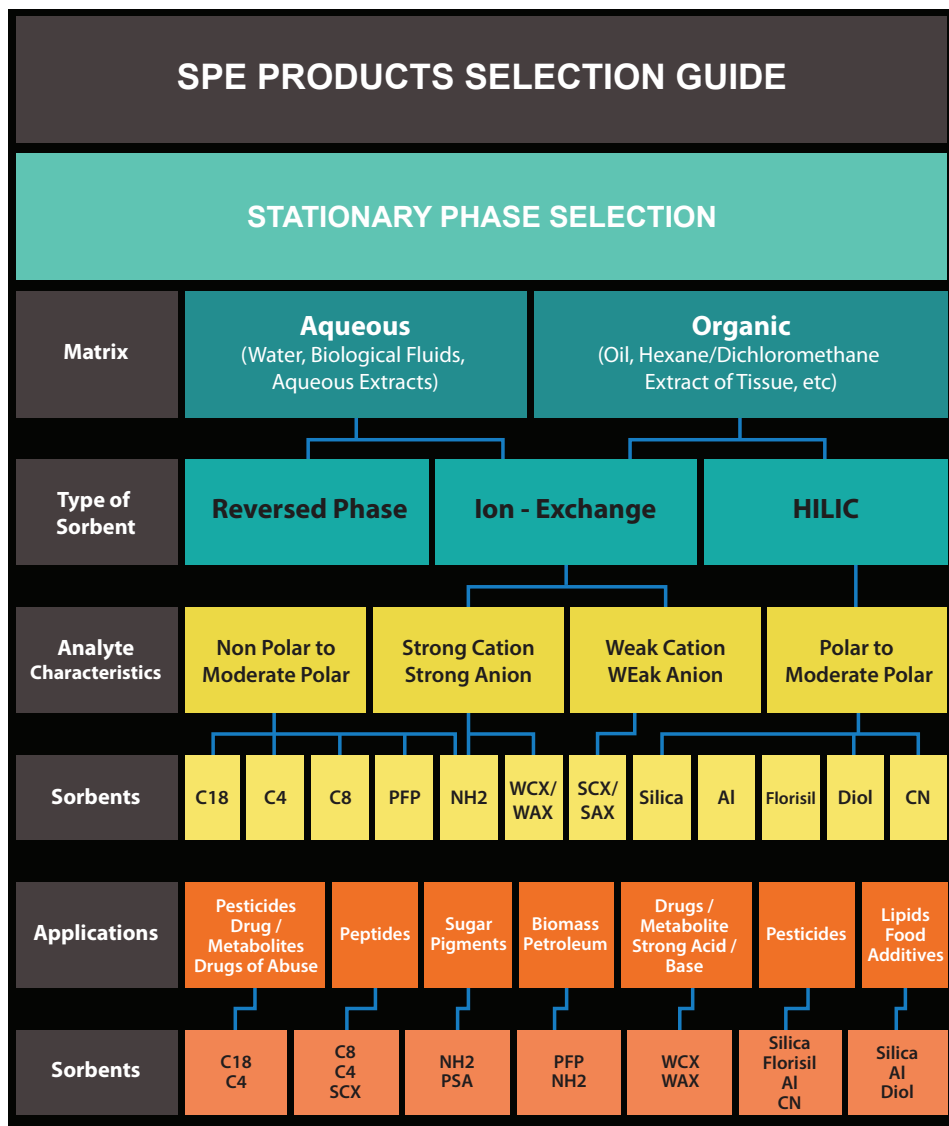 SPE PRODUCTS SELECTION GUIDE
STATIONARY PHASE SELECTION
Matrix
Aqueous
(Water, Biological Fluids,
Aqueous Extracts)
Organic
(Oil, Hexane/Dichloromethane
Extract of Tissue, etc)
Type of
Sorbent
Reversed Phase
Ion - Exchange
HILIC
Analyte
Characteristics
Non Polar to
Moderate Polar
Strong Cation
Strong Anion
Weak Cation
WEak Anion
Polar to
Moderate Polar
Sorbents
C18
C4
C8
PFP
NH2
WCX/
WAX
SCX/
SAX
Silica
Al
Florisil
Diol
CN
Applications
Pesticides
Drug /
Metabolites
Drugs of Abuse
Peptides
Sugar
Pigments
Biomass
Petroleum
Drugs /
Metabolite
Strong Acid /
Base
Pesticides
Lipids
Food
Additives
Sorbents
C18
C4
C8
C4
SCX
NH2
PSA
PFP
NH2
WCX
WAX
Silica
Florisil
Al
CN
Silica
Al
Diol